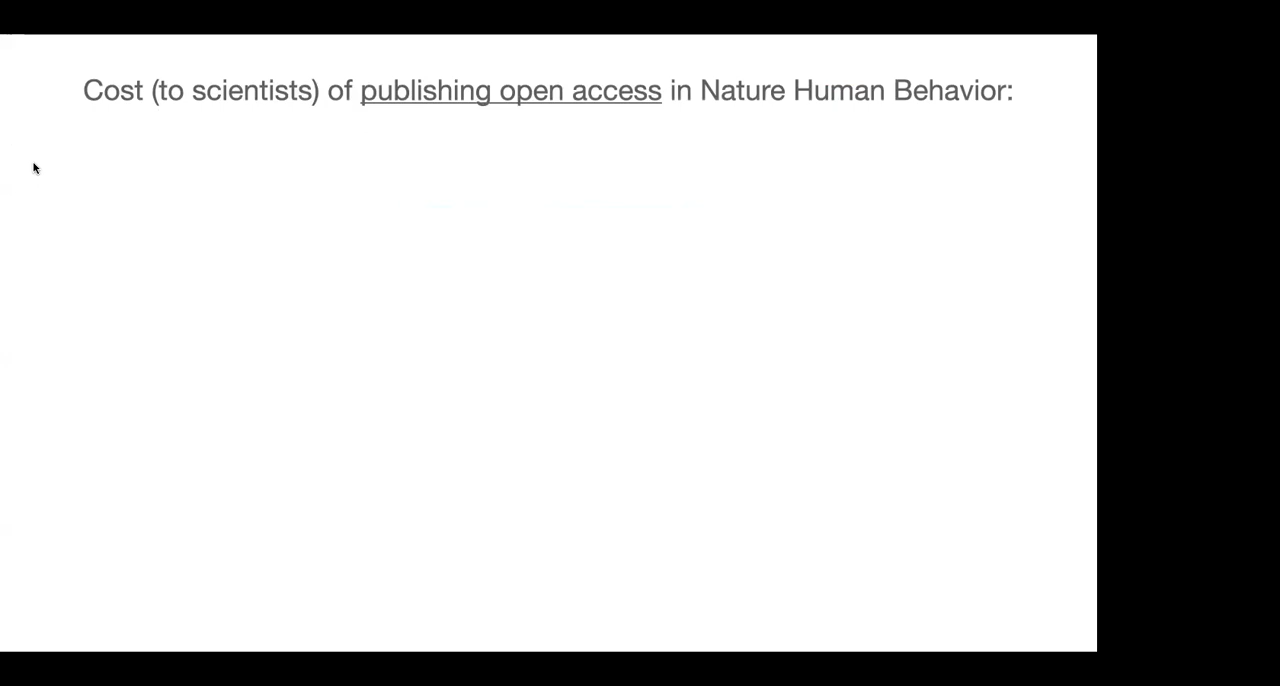 Cost (to scientists) of publishing open access in Nature Human Behavior: